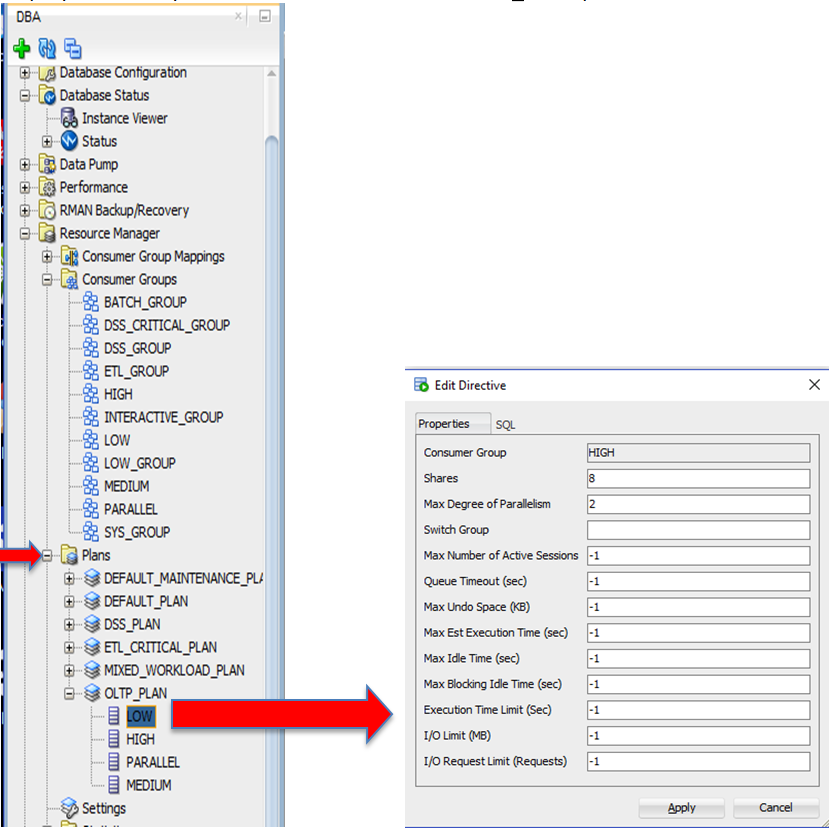 DBA
Database Configuration
Database Status
Instance Viewer
Status
Data Pump
Performance
RMAN Backup/Recovery
Resource Manager
Consumer Group Mappings
Consumer Groups
BATCH_GROUP
DSS_CRITICAL_GROUP
DSS_GROUP
ETL_GROUP
HIGH
INTERACTIVE_GROUP
LOW
LOW_GROUP
MEDIUM
PARALLEL
SYS_GROUP
Plans
DEFAULT_MAINTENANCE_PLA
DEFAULT_PLAN
DSS_PLAN
ETL_CRITICAL_PLAN
MIXED_WORKLOAD_PLAN
OLTP_PLAN
LOW
HIGH
PARALLEL
MEDIUM
Settings
Edit Directive
Properties SQL
Consumer Group HIGH
Shares 8
Max Degree of Parallelism 2
Switch Group
Max Number of Active Sessions -1
Queue Timeout (sec) -1
Max Undo Space (KB) -1
Max Est Execution Time (sec) -1
Max Idle Time (sec) -1
Max Blocking Idle Time (sec) -1
Execution Time Limit (Sec) -1
I/O Limit (MB) -1
I/O Request Limit (Requests) -1
Apply Cancel